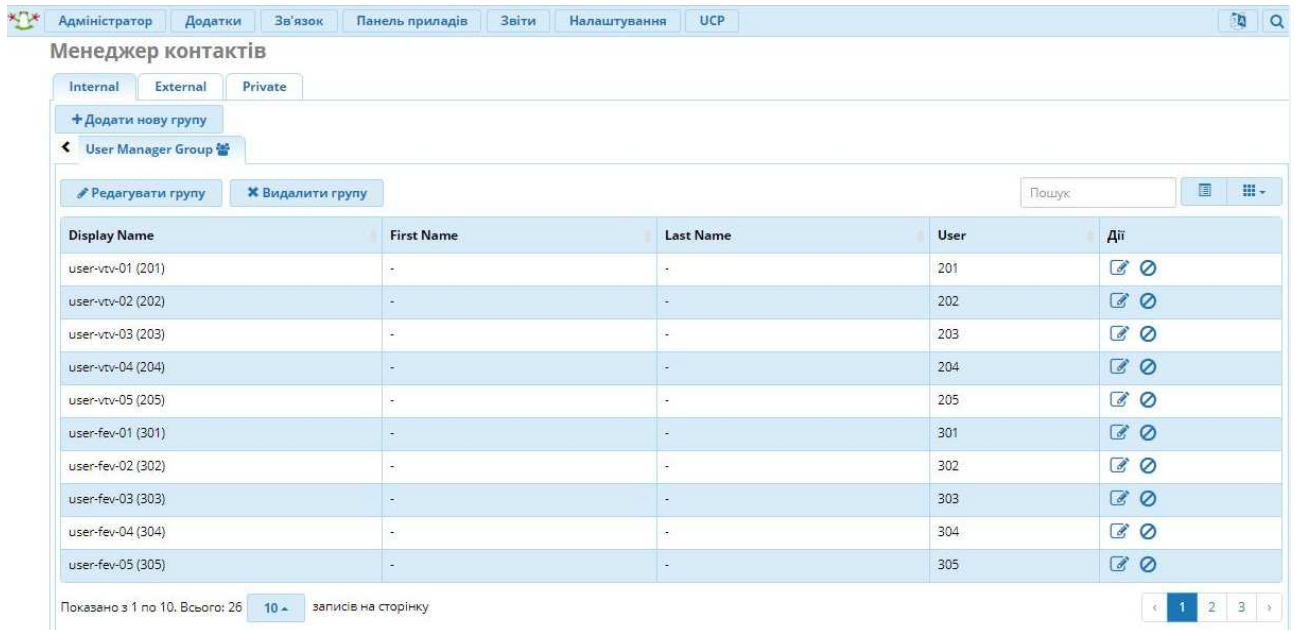 Адміністратор Додатки Зв'язок Панель приладів Звіти Налаштування UCP
Менеджер контактів
Internal External Private
Додати нову групу
User Manager Group
Редагувати групу Видалити групу Пошук
Display Name First Name Last Name User Дії
user-vtv-01 (201) - - 201
user-vtv-02 (202) - - 202
user-vtv-03 (203) - - 203
user-vtv-04 (204) - - 204
user-vtv-05 (205) - - 205
user-fev-01 (301) - - 301
user-fev-02 (302) - - 302
user-fev-03 (303) - - 303
user-fev-04 (304) - - 304
user-fev-05 (305) - - 305
Показано з 1 по 10. Всього: 26 10 записів на сторінку ‹ 1 2 3 ›